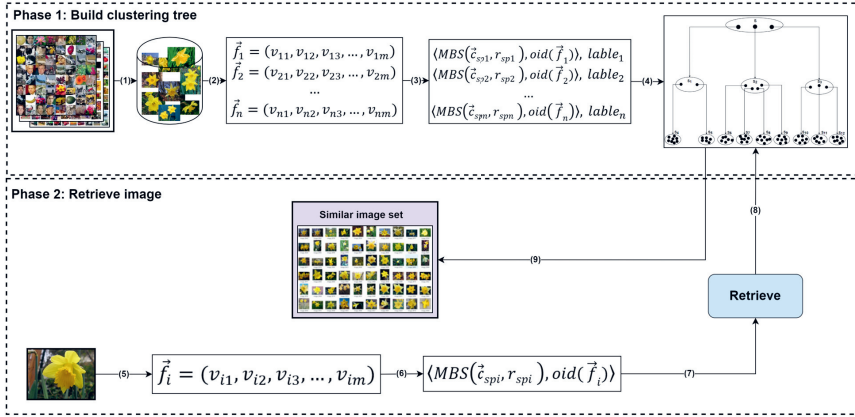 Phase 1: Build clustering tree
(1)
(2)
f⃗₁ = (v₁₁, v₁₂, v₁₃, …, v₁ₘ)
f⃗₂ = (v₂₁, v₂₂, v₂₃, …, v₂ₘ)
…
f⃗ₙ = (vₙ₁, vₙ₂, vₙ₃, …, vₙₘ)
(3)
⟨MBS(c⃗ₛₚ₁, rₛₚ₁), oid(f⃗₁)⟩, lable₁
⟨MBS(c⃗ₛₚ₂, rₛₚ₂), oid(f⃗₂)⟩, lable₂
…
⟨MBS(c⃗ₛₚₙ, rₛₚₙ), oid(f⃗ₙ)⟩, lableₙ
(4)
Phase 2: Retrieve image
Similar image set
(8)
(9)
Retrieve
(5)
f⃗ᵢ = (vᵢ₁, vᵢ₂, vᵢ₃, …, vᵢₘ)
(6)
⟨MBS(c⃗ₛₚᵢ, rₛₚᵢ), oid(f⃗ᵢ)⟩
(7)